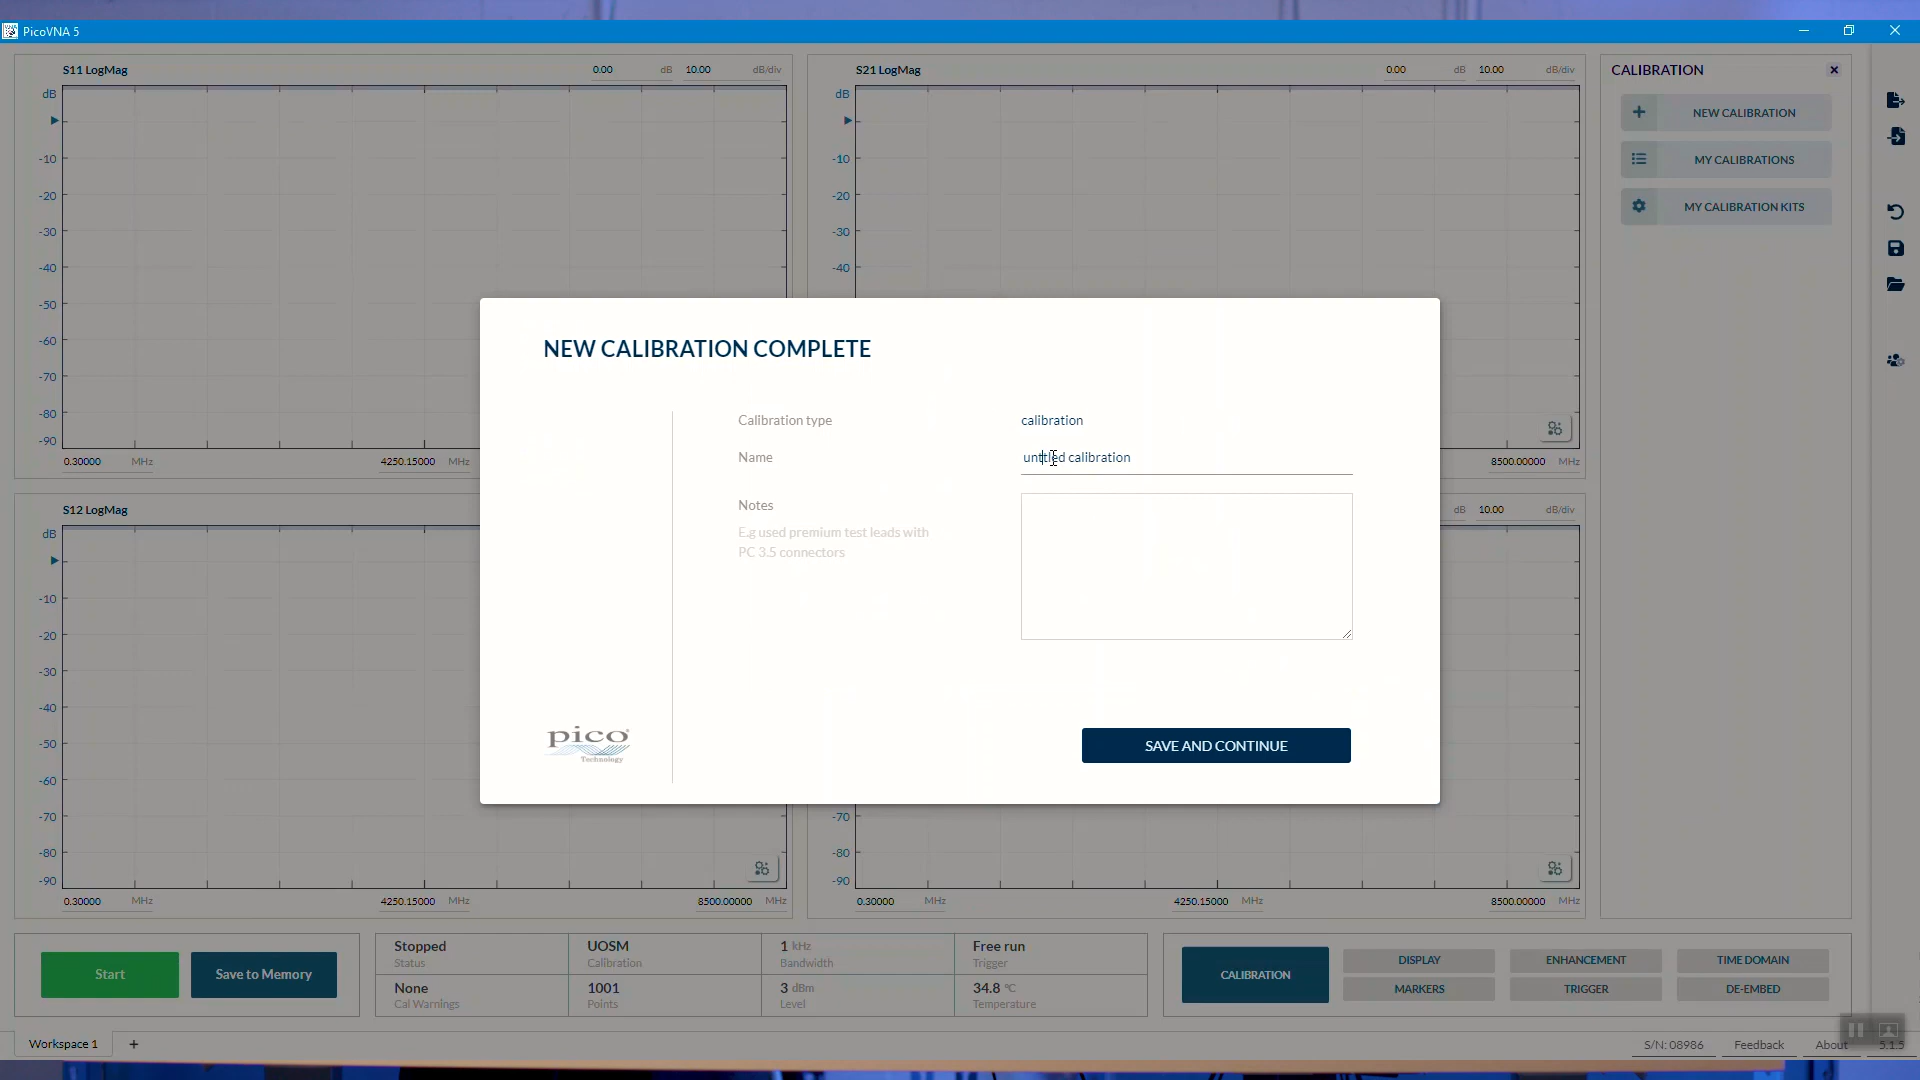 PicoVNA 5
S11 LogMag 0.00 dB 10.00 dB/div
dB
-10
-20
-30
-40
-50
-60
-70
-80
-90
0.30000 MHz 4250.15000 MHz
S21 LogMag 0.00 dB 10.00 dB/div
dB
-10
-20
-30
-40
8500.00000 MHz
CALIBRATION
NEW CALIBRATION
MY CALIBRATIONS
MY CALIBRATION KITS
NEW CALIBRATION COMPLETE
Calibration type calibration
Name untitled calibration
Notes
E.g used premium test leads with
PC 3.5 connectors
pico
Technology
SAVE AND CONTINUE
S12 LogMag
dB
-10
-20
-30
-40
-50
-60
-70
-80
-90
0.30000 MHz 4250.15000 MHz 8500.00000 MHz
dB 10.00 dB/div
-70
-80
-90
0.30000 MHz 4250.15000 MHz 8500.00000 MHz
Start
Save to Memory
Stopped
Status
UOSM
Calibration
1 kHz
Bandwidth
Free run
Trigger
None
Cal Warnings
1001
Points
3 dBm
Level
34.8 °C
Temperature
CALIBRATION
DISPLAY
ENHANCEMENT
TIME DOMAIN
MARKERS
TRIGGER
DE-EMBED
Workspace 1 +
S/N: 08986 Feedback About 5.1.5